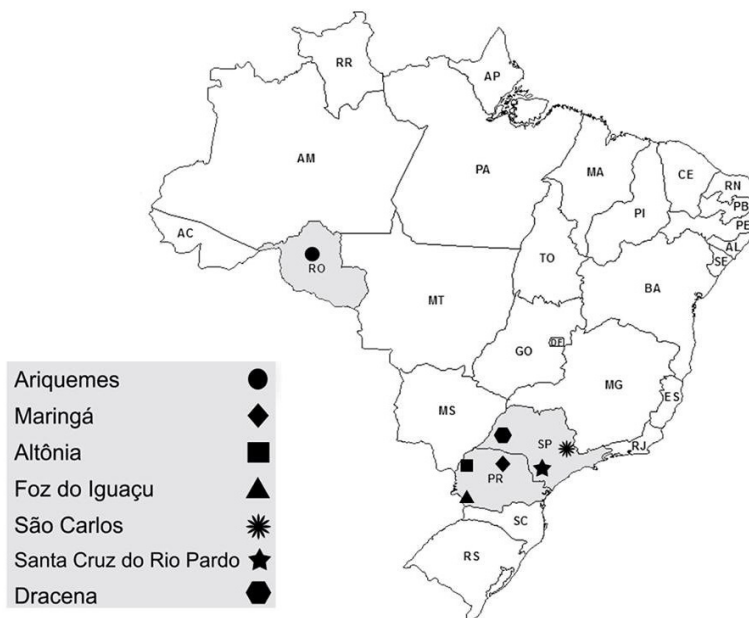 RR
AP
AM
PA
MA
CE
RN
PB
PE
AL
SE
PI
AC
RO
TO
BA
MT
GO
DF
MG
ES
MS
SP
RJ
PR
SC
RS
Ariquemes
Maringá
Altônia
Foz do Iguaçu
São Carlos
Santa Cruz do Rio Pardo
Dracena